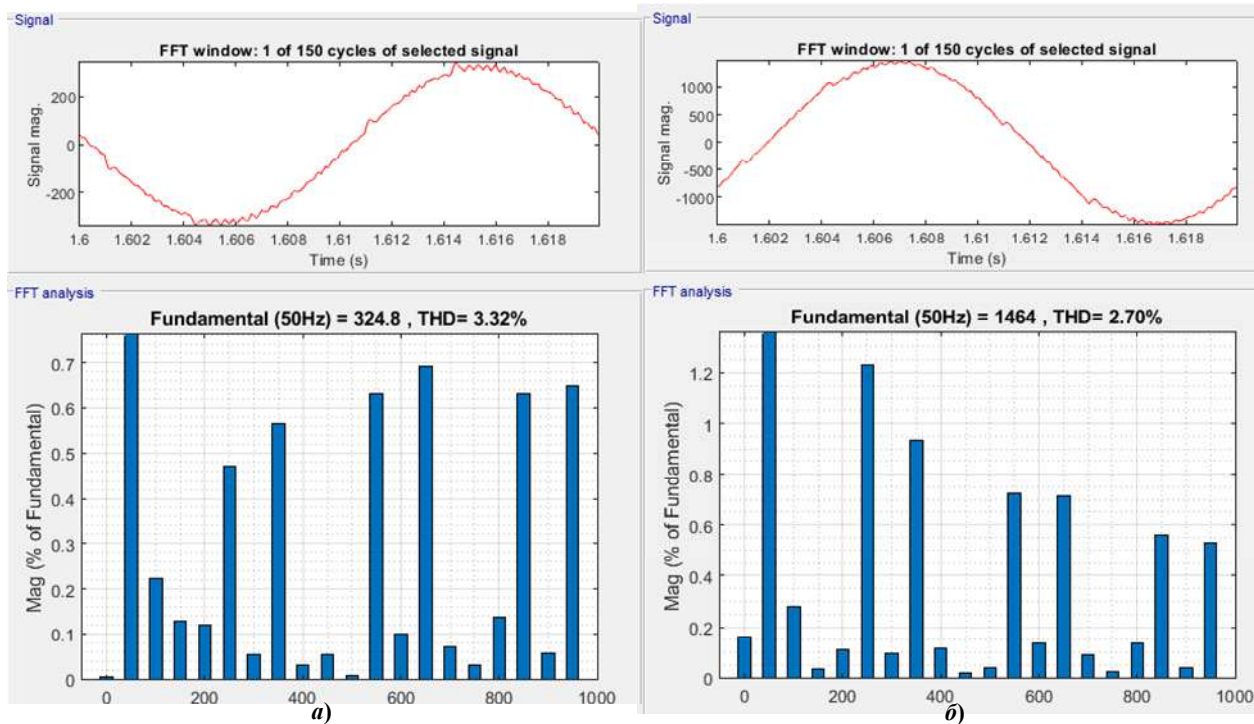 Signal
FFT window: 1 of 150 cycles of selected signal
Signal mag.
200
0
-200
1.6 1.602 1.604 1.606 1.608 1.61 1.612 1.614 1.616 1.618
Time (s)
FFT analysis
Fundamental (50Hz) = 324.8 , THD= 3.32%
Mag (% of Fundamental)
0.7
0.6
0.5
0.4
0.3
0.2
0.1
0
0 200 400 600 800 1000
а)
Signal
FFT window: 1 of 150 cycles of selected signal
Signal mag.
1000
500
0
-500
-1000
1.6 1.602 1.604 1.606 1.608 1.61 1.612 1.614 1.616 1.618
Time (s)
FFT analysis
Fundamental (50Hz) = 1464 , THD= 2.70%
Mag (% of Fundamental)
1.2
1
0.8
0.6
0.4
0.2
0
0 200 400 600 800 1000
б)